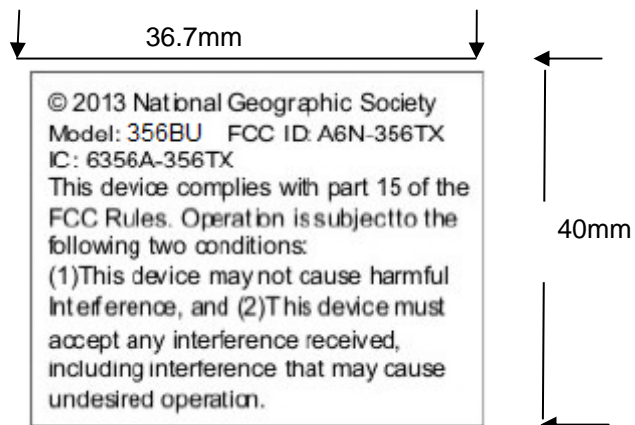 36.7mm
© 2013 National Geographic Society
Model: 356BU FCC ID: A6N-356TX
IC: 6356A-356TX
This device complies with part 15 of the
FCC Rules. Operation is subjectto the
following two conditions:
(1)This device may not cause harmful
Interference, and (2)This device must
accept any interference received,
including interference that may cause
undesired operation.
40mm